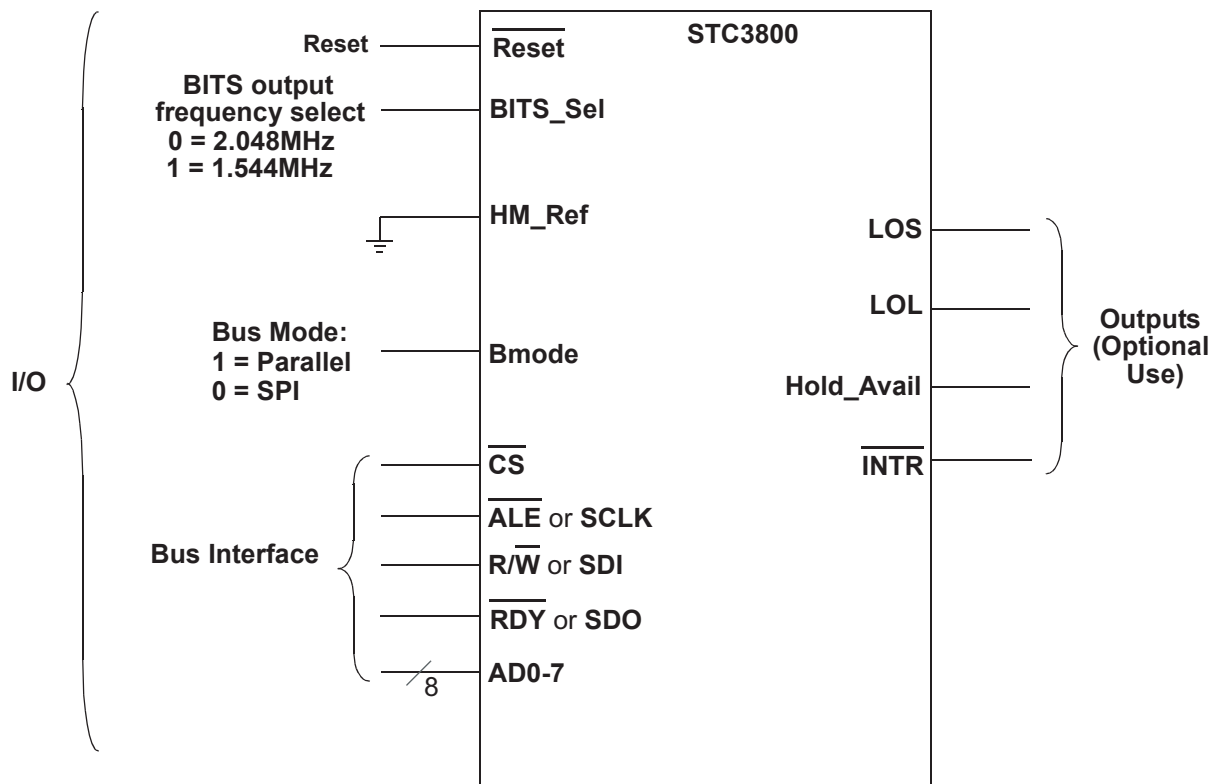 STC3800
Reset
Reset
BITS output
frequency select
0 = 2.048MHz
1 = 1.544MHz
BITS_Sel
HM_Ref
Bus Mode:
1 = Parallel
0 = SPI
Bmode
I/O
Bus Interface
CS
ALE or SCLK
R/W or SDI
RDY or SDO
AD0-7
8
LOS
LOL
Hold_Avail
INTR
Outputs
(Optional
Use)